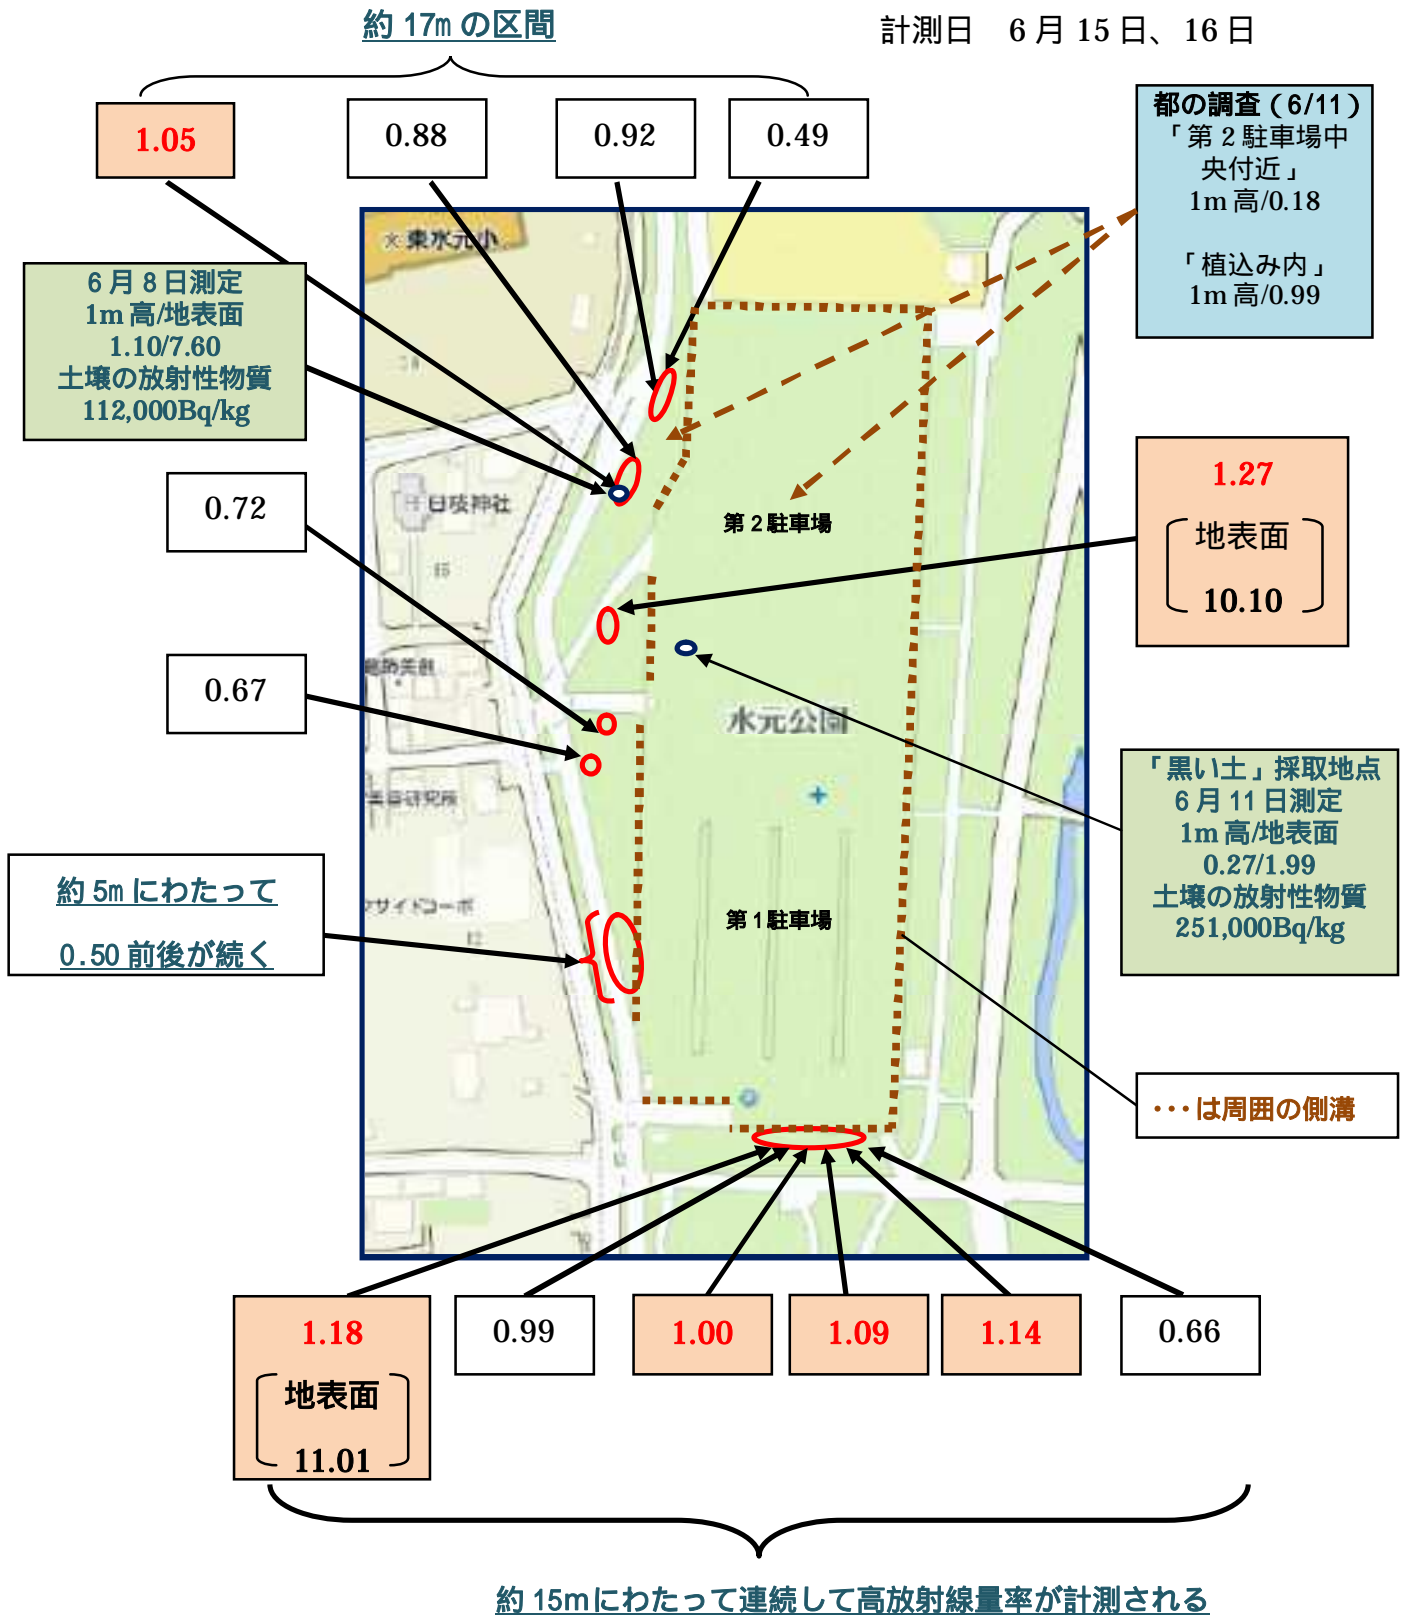 約 17m の区間
計測日　6 月 15 日、16 日
1.05
0.88
0.92
0.49
都の調査（6/11）
「第 2 駐車場中
央付近」
1m 高/0.18
「植込み内」
1m 高/0.99
6 月 8 日測定
1m 高/地表面
1.10/7.60
土壌の放射性物質
112,000Bq/kg
東水元小
日枝神社
第 2 駐車場
0.72
1.27
地表面
10.10
0.67
水元公園
「黒い土」採取地点
6 月 11 日測定
1m 高/地表面
0.27/1.99
土壌の放射性物質
251,000Bq/kg
約 5m にわたって
0.50 前後が続く
サイドコーポ
第 1 駐車場
･･･は周囲の側溝
1.18
地表面
11.01
0.99
1.00
1.09
1.14
0.66
約 15m にわたって連続して高放射線量率が計測される